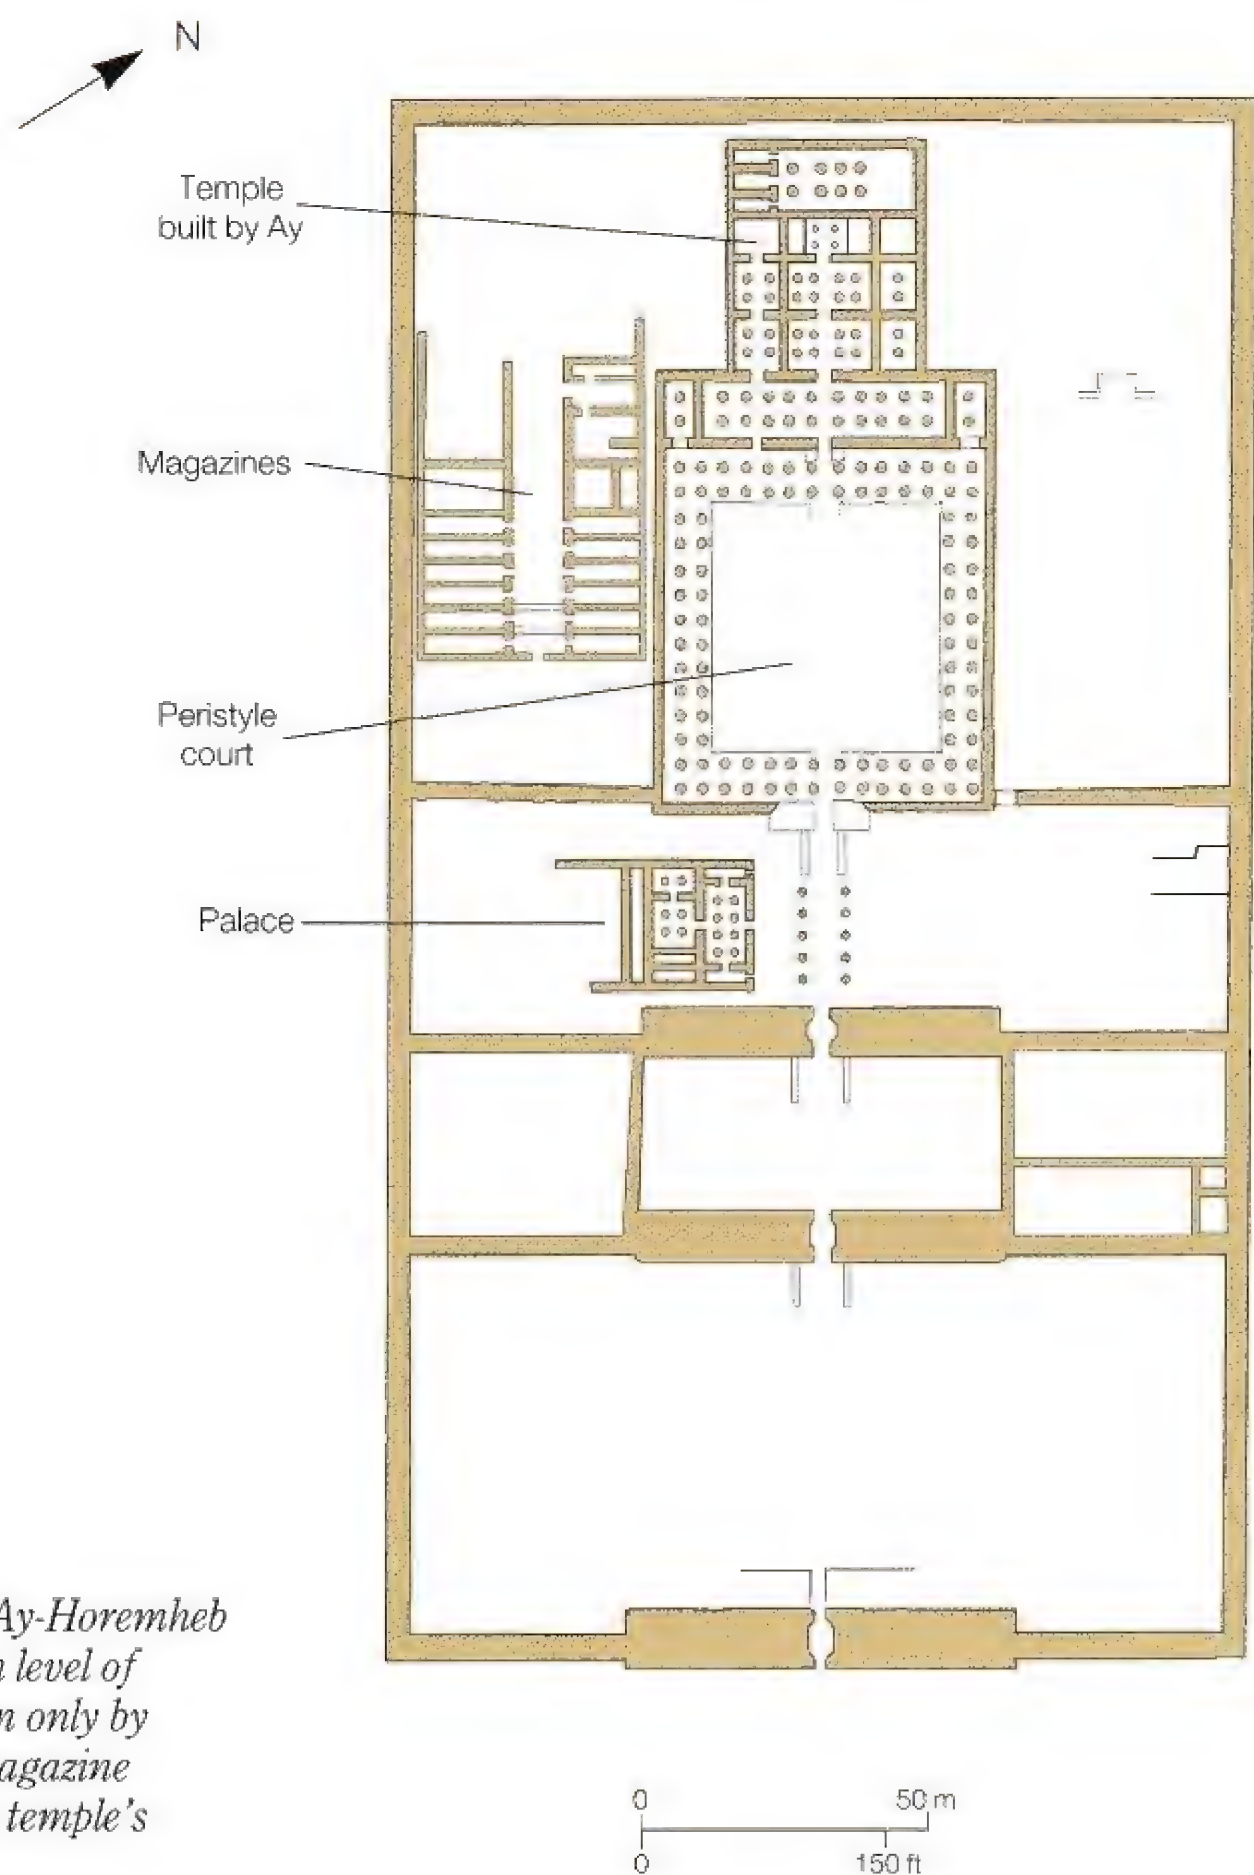 N
Temple
built by Ay
Magazines
Peristyle
court
Palace
Ay-Horemheb
level of
only by
temple's
0 50 m
0 150 ft